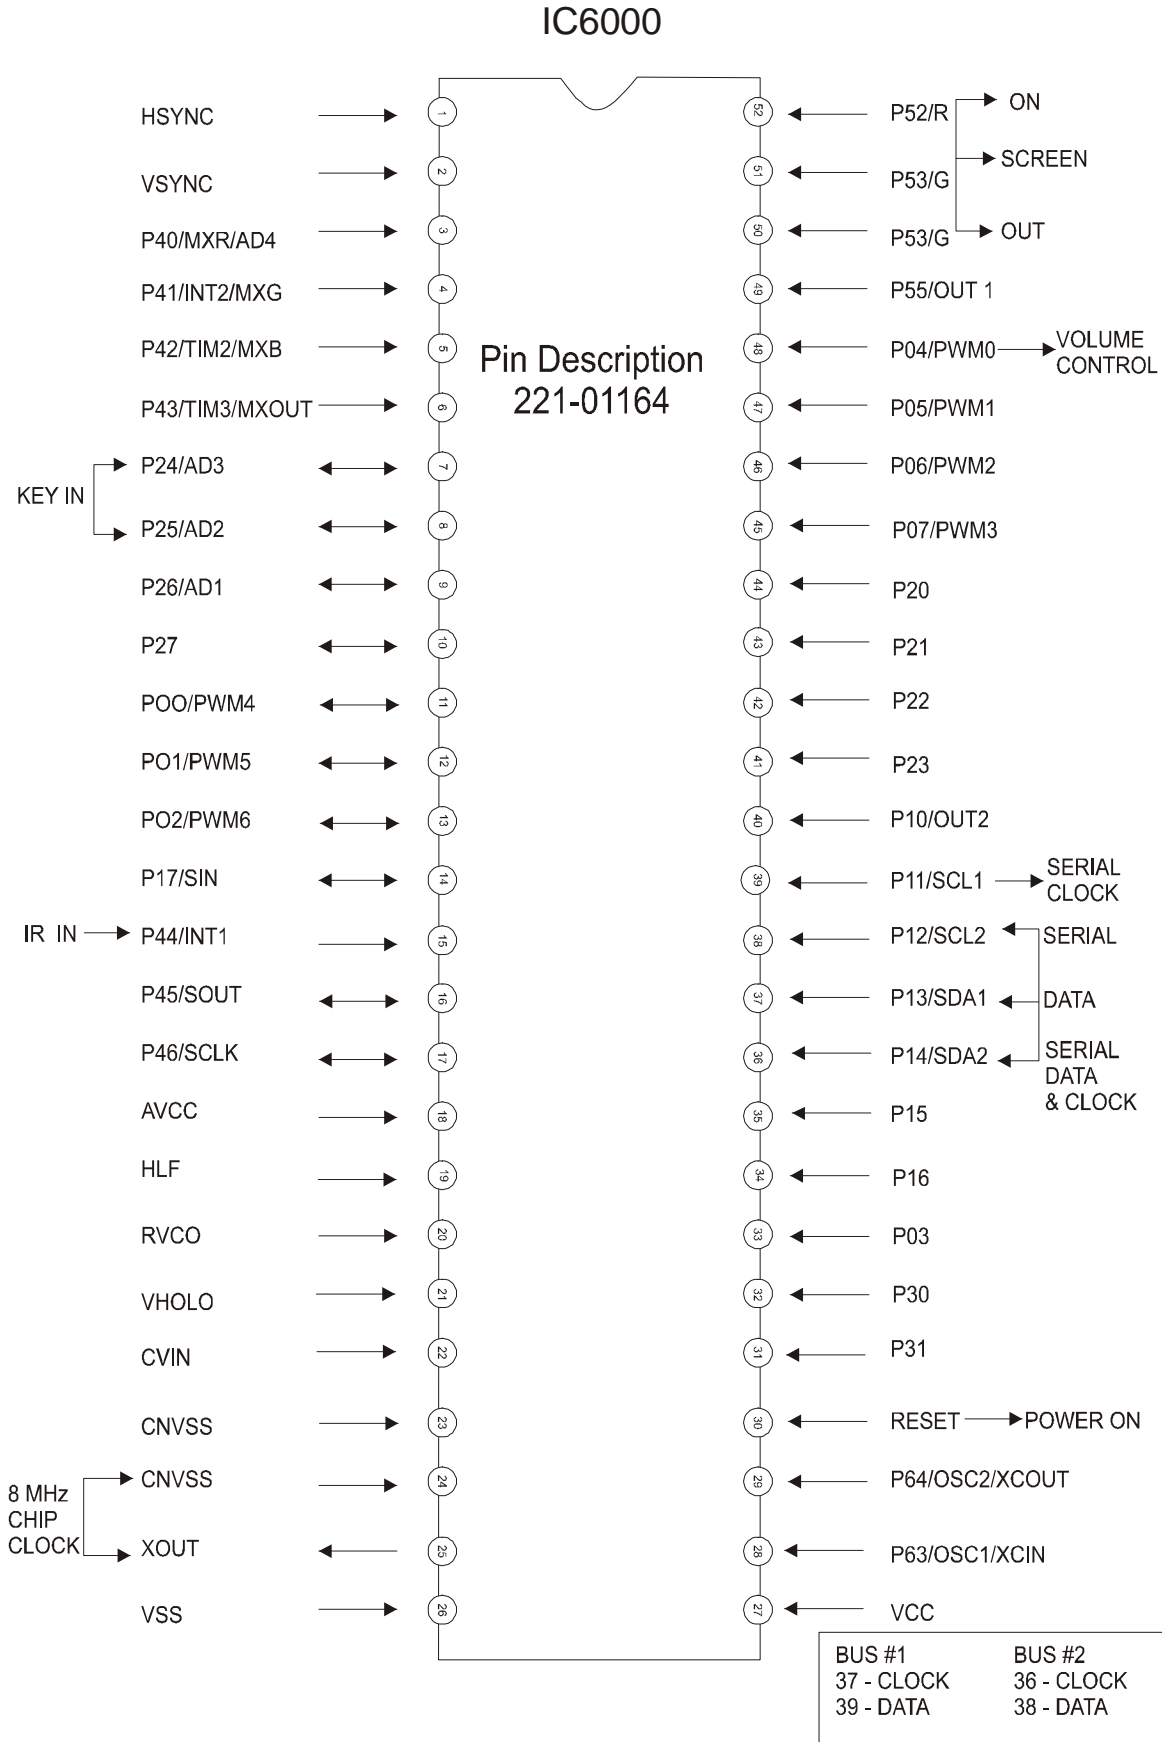 IC6000
HSYNC 1
VSYNC 2
P40/MXR/AD4 3
P41/INT2/MXG 4
P42/TIM2/MXB 5
P43/TIM3/MXOUT 6
KEY IN
P24/AD3 7
P25/AD2 8
P26/AD1 9
P27 10
POO/PWM4 11
PO1/PWM5 12
PO2/PWM6 13
P17/SIN 14
IR IN P44/INT1 15
P45/SOUT 16
P46/SCLK 17
AVCC 18
HLF 19
RVCO 20
VHOLO 21
CVIN 22
CNVSS 23
8 MHz
CHIP
CLOCK
CNVSS 24
XOUT 25
VSS 26
Pin Description
221-01164
52 P52/R ON
SCREEN
51 P53/G
50 P53/G OUT
49 P55/OUT 1
48 P04/PWM0 VOLUME
CONTROL
47 P05/PWM1
46 P06/PWM2
45 P07/PWM3
44 P20
43 P21
42 P22
41 P23
40 P10/OUT2
39 P11/SCL1 SERIAL
CLOCK
38 P12/SCL2 SERIAL
37 P13/SDA1 DATA
36 P14/SDA2 SERIAL
DATA
& CLOCK
35 P15
34 P16
33 P03
32 P30
31 P31
30 RESET POWER ON
29 P64/OSC2/XCOUT
28 P63/OSC1/XCIN
27 VCC
BUS #1 BUS #2
37 - CLOCK 36 - CLOCK
39 - DATA 38 - DATA